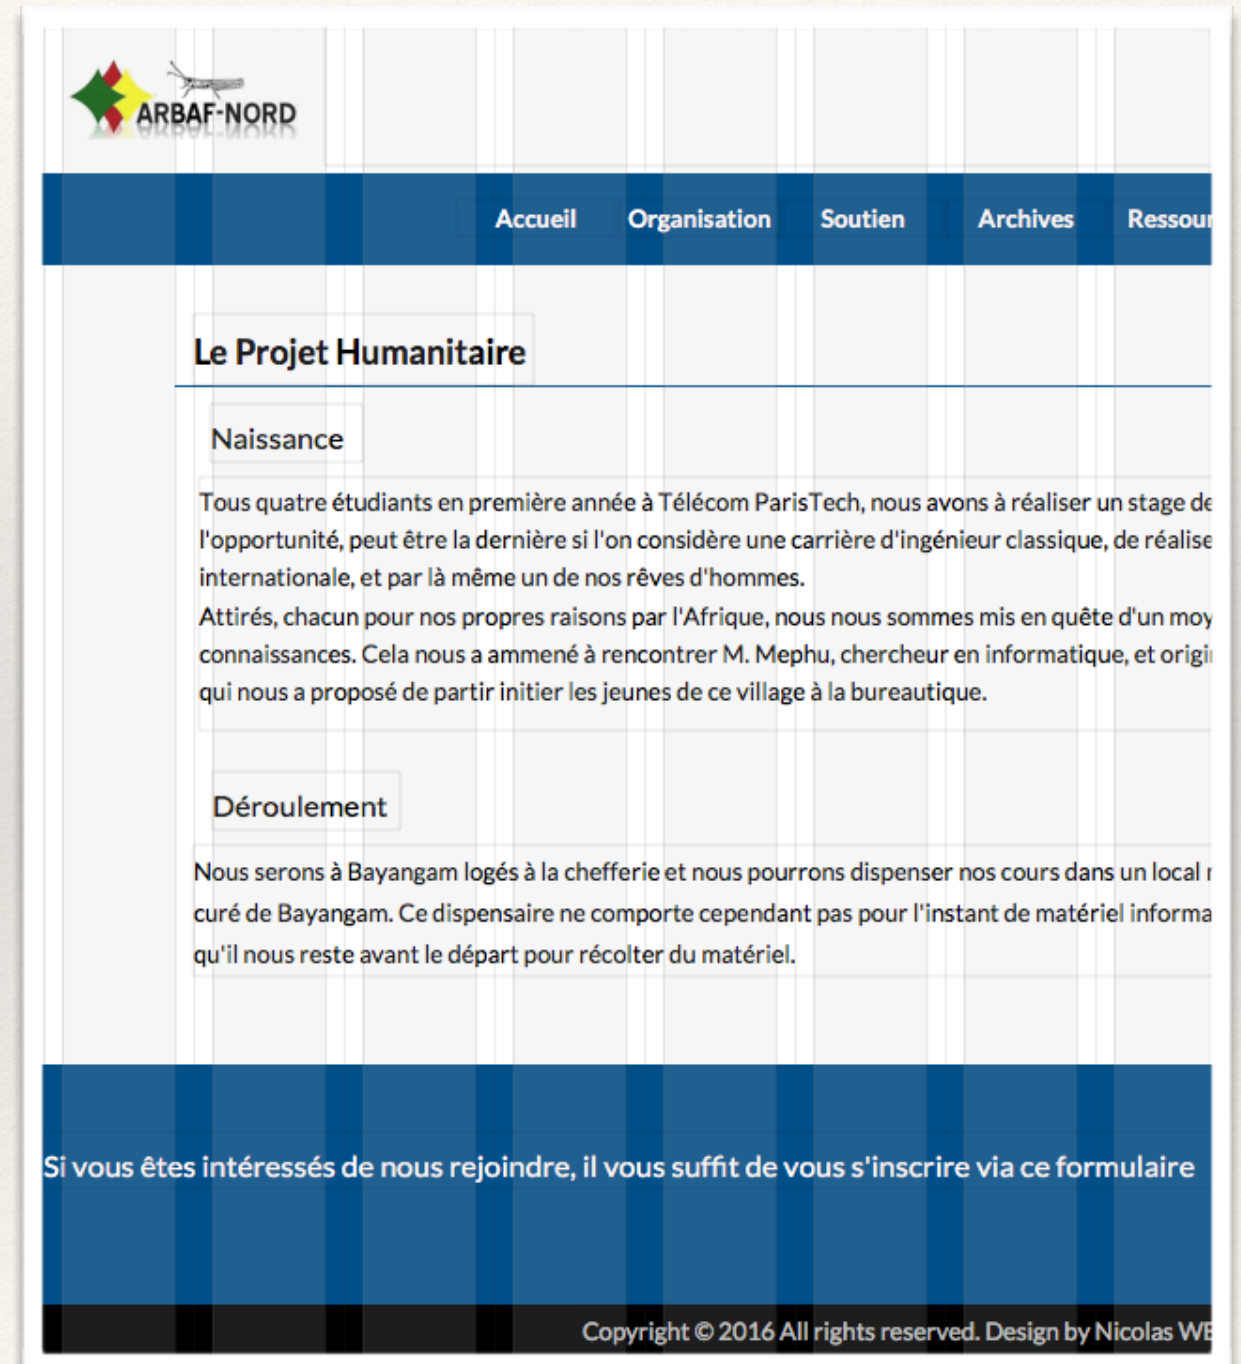 ARBAF-NORD
Accueil Organisation Soutien Archives
Le Projet Humanitaire
Naissance
Tous quatre étudiants en première année à Télécom ParisTech, nous avons à réaliser un stage de
l'opportunité, peut être la dernière si l'on considère une carrière d'ingénieur classique, de réalise
internationale, et par là même un de nos rêves d'hommes.
Attirés, chacun pour nos propres raisons par l'Afrique, nous nous sommes mis en quête d'un moy
connaissances. Cela nous a ammené à rencontrer M. Mephu, chercheur en informatique, et origi
qui nous a proposé de partir initier les jeunes de ce village à la bureautique.
Déroulement
Nous serons à Bayangam logés à la chefferie et nous pourrons dispenser nos cours dans un local
curé de Bayangam. Ce dispensaire ne comporte cependant pas pour l'instant de matériel informa
qu'il nous reste avant le départ pour récolter du matériel.
Si vous êtes intéressés de nous rejoindre, il vous suffit de vous s'inscrire via ce formulaire
Copyright © 2016 All rights reserved. Design by Nicolas